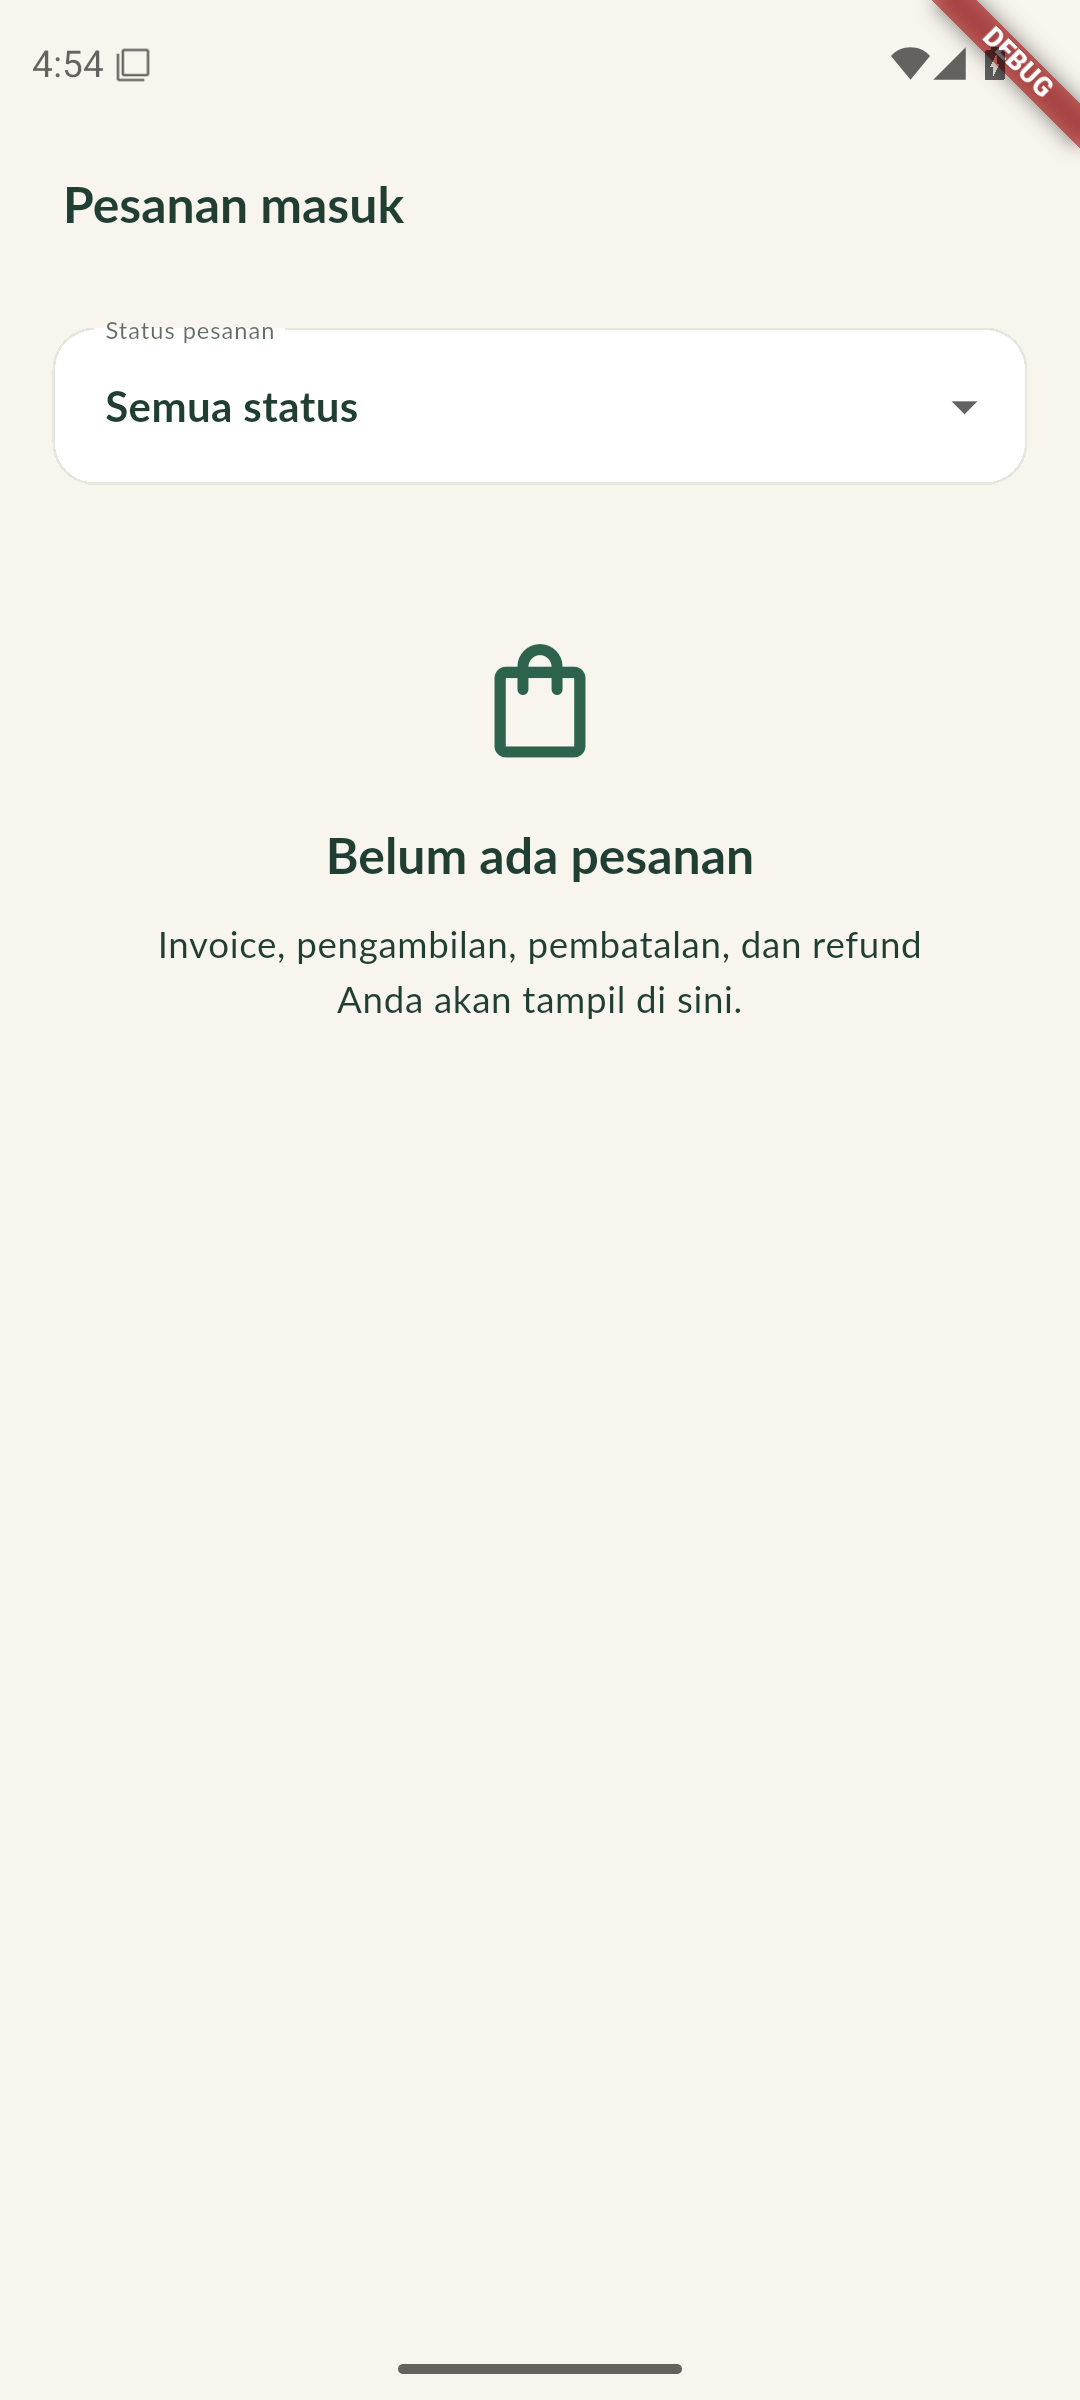 4:54
DEBUG
Pesanan masuk
Status pesanan
Semua status
Belum ada pesanan
Invoice, pengambilan, pembatalan, dan refund
Anda akan tampil di sini.